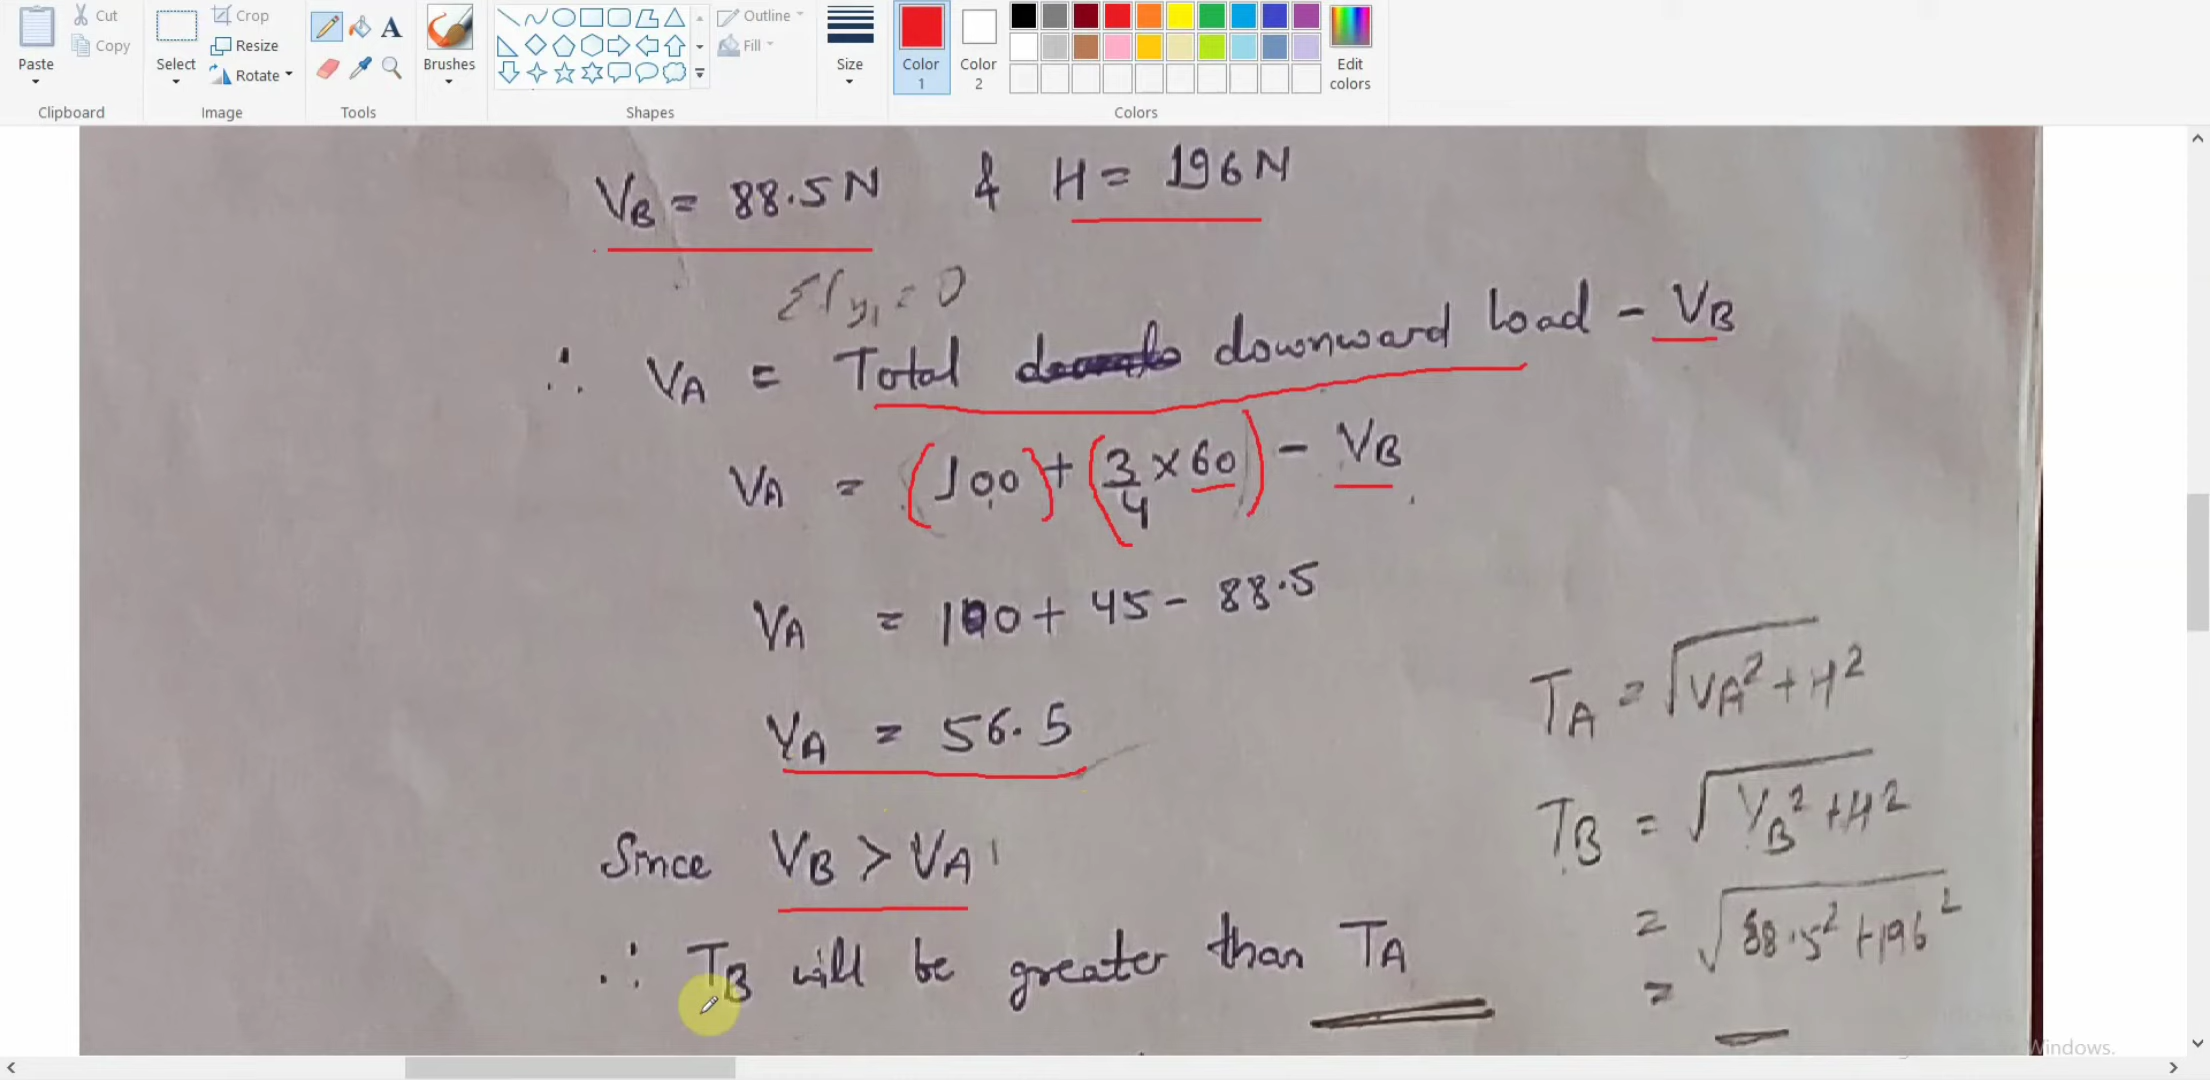 Cut
Copy
Paste
Clipboard
Crop
Resize
Rotate
Select
Image
Tools
Brushes
Shapes
Outline
Fill
Size
Color 1
Color 2
Colors
Edit colors
VB = 88.5 N & H = 196 N
ΣFy, = 0
∴ VA = Total downward load - VB
VA = (100) + (3/4 × 60) - VB
VA = 100 + 45 - 88.5
VA = 56.5
Since VB > VA
∴ TB will be greater than TA
TA = √VA² + H²
TB = √VB² + H²
= √88.5² + 196²
=
Windows.